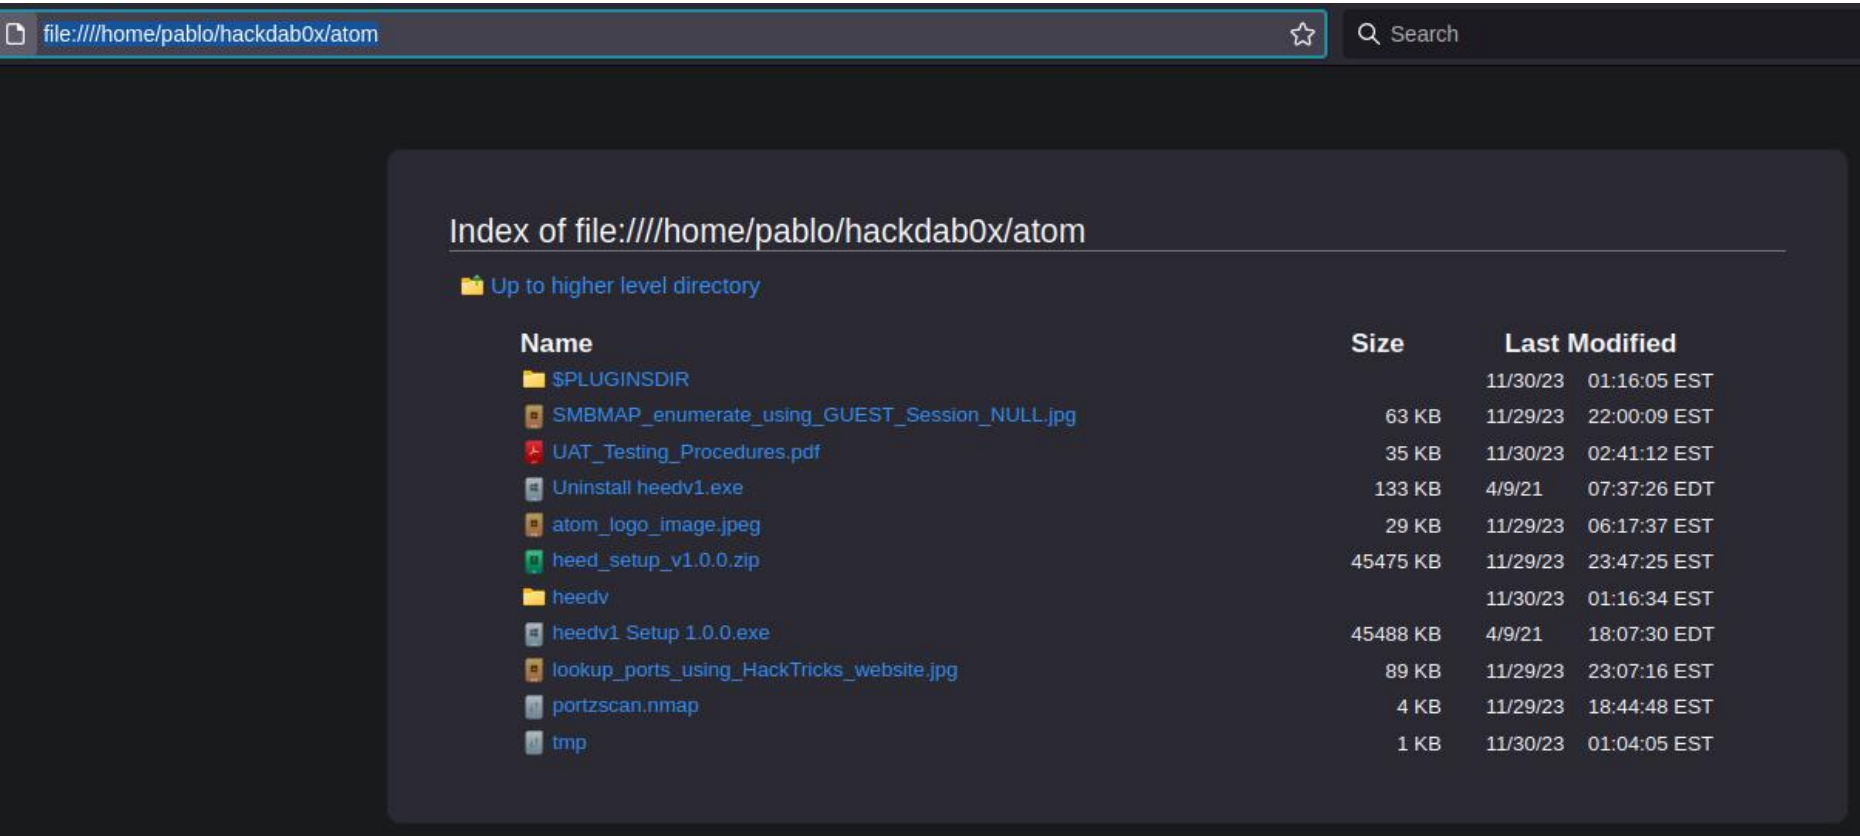 file:////home/pablo/hackdab0x/atom
Search
Index of file:////home/pablo/hackdab0x/atom
Up to higher level directory
Name Size Last Modified
$PLUGINSDIR 11/30/23 01:16:05 EST
SMBMAP_enumerate_using_GUEST_Session_NULL.jpg 63 KB 11/29/23 22:00:09 EST
UAT_Testing_Procedures.pdf 35 KB 11/30/23 02:41:12 EST
Uninstall heedv1.exe 133 KB 4/9/21 07:37:26 EDT
atom_logo_image.jpeg 29 KB 11/29/23 06:17:37 EST
heed_setup_v1.0.0.zip 45475 KB 11/29/23 23:47:25 EST
heedv 11/30/23 01:16:34 EST
heedv1 Setup 1.0.0.exe 45488 KB 4/9/21 18:07:30 EDT
lookup_ports_using_HackTricks_website.jpg 89 KB 11/29/23 23:07:16 EST
portzscan.nmap 4 KB 11/29/23 18:44:48 EST
tmp 1 KB 11/30/23 01:04:05 EST